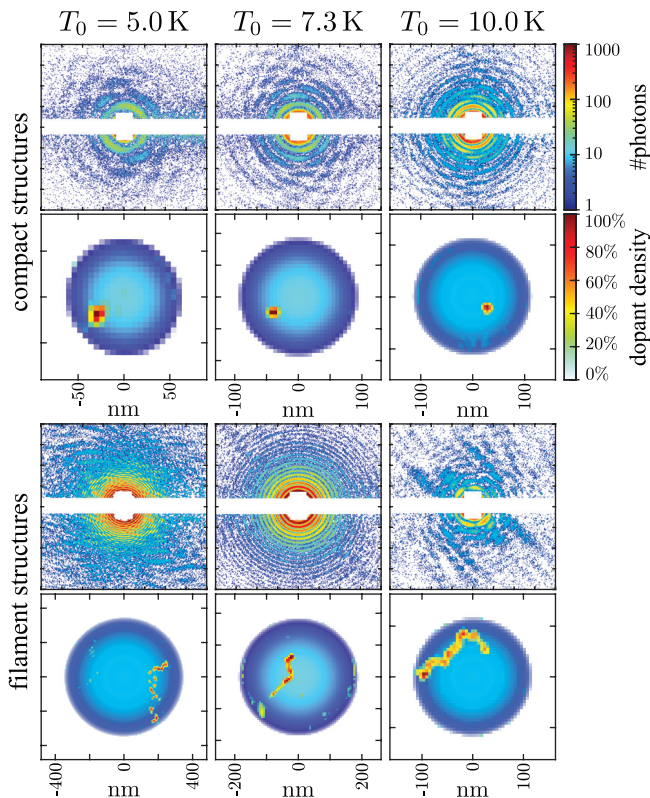 T₀ = 5.0 K T₀ = 7.3 K T₀ = 10.0 K
compact structures
1000
100
10
1
#photons
100%
80%
60%
40%
20%
0%
dopant density
-50 0 50
nm
-100 0 100
nm
-100 0 100
nm
filament structures
-400 0 400
nm
-200 0 200
nm
-100 0 100
nm